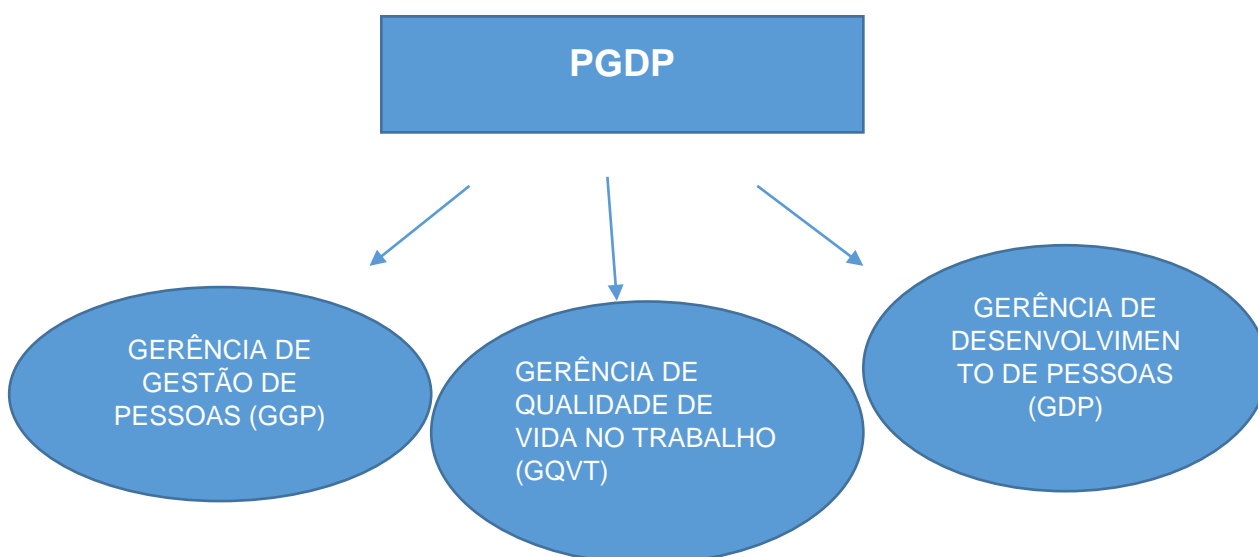 PGDP
GERÊNCIA DE
GESTÃO DE
PESSOAS (GGP)
GERÊNCIA DE
QUALIDADE DE
VIDA NO TRABALHO
(GQVT)
GERÊNCIA DE
DESENVOLVIMEN
TO DE PESSOAS
(GDP)